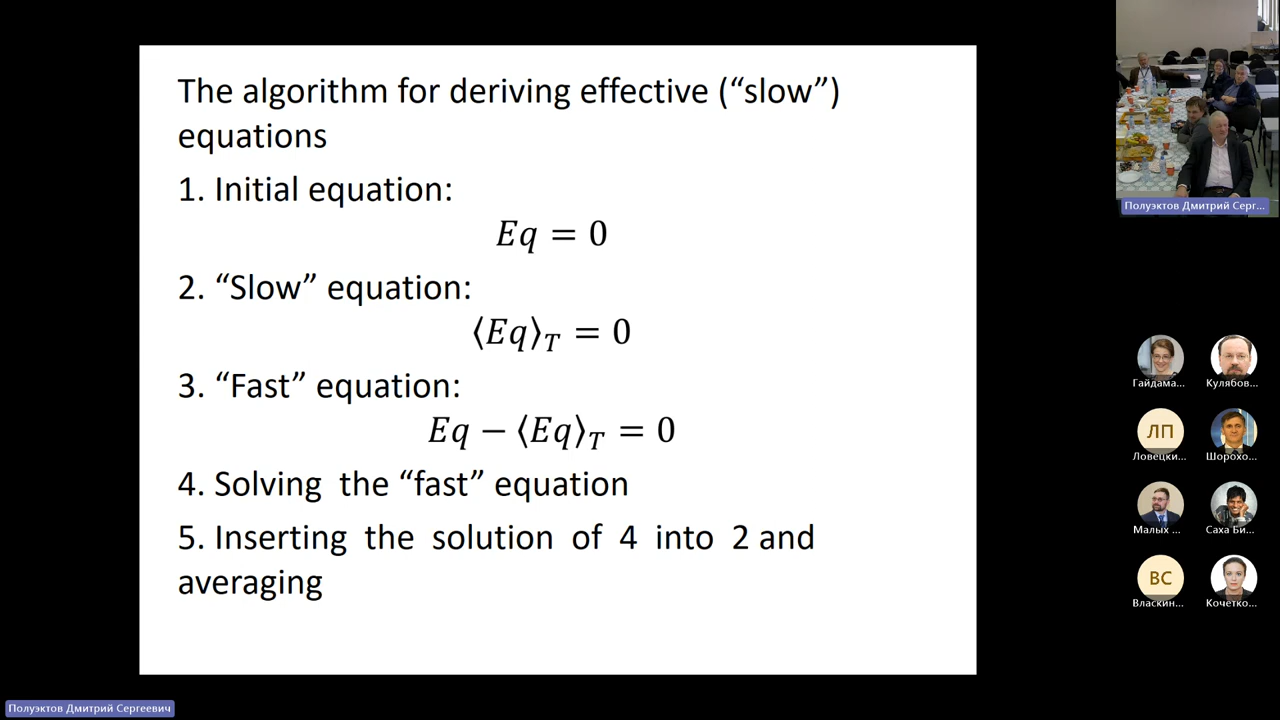 The algorithm for deriving effective (“slow”)
equations
1. Initial equation:
Eq = 0
2. “Slow” equation:
⟨Eq⟩_T = 0
3. “Fast” equation:
Eq − ⟨Eq⟩_T = 0
4. Solving the “fast” equation
5. Inserting the solution of 4 into 2 and
averaging
Полуэктов Дмитрий Серг...
Гайдама...
Кулябов...
ЛП
Ловецки...
Шорохо...
Малых ...
Саха Би...
ВС
Власкин...
Кочетко...
Полуэктов Дмитрий Сергеевич